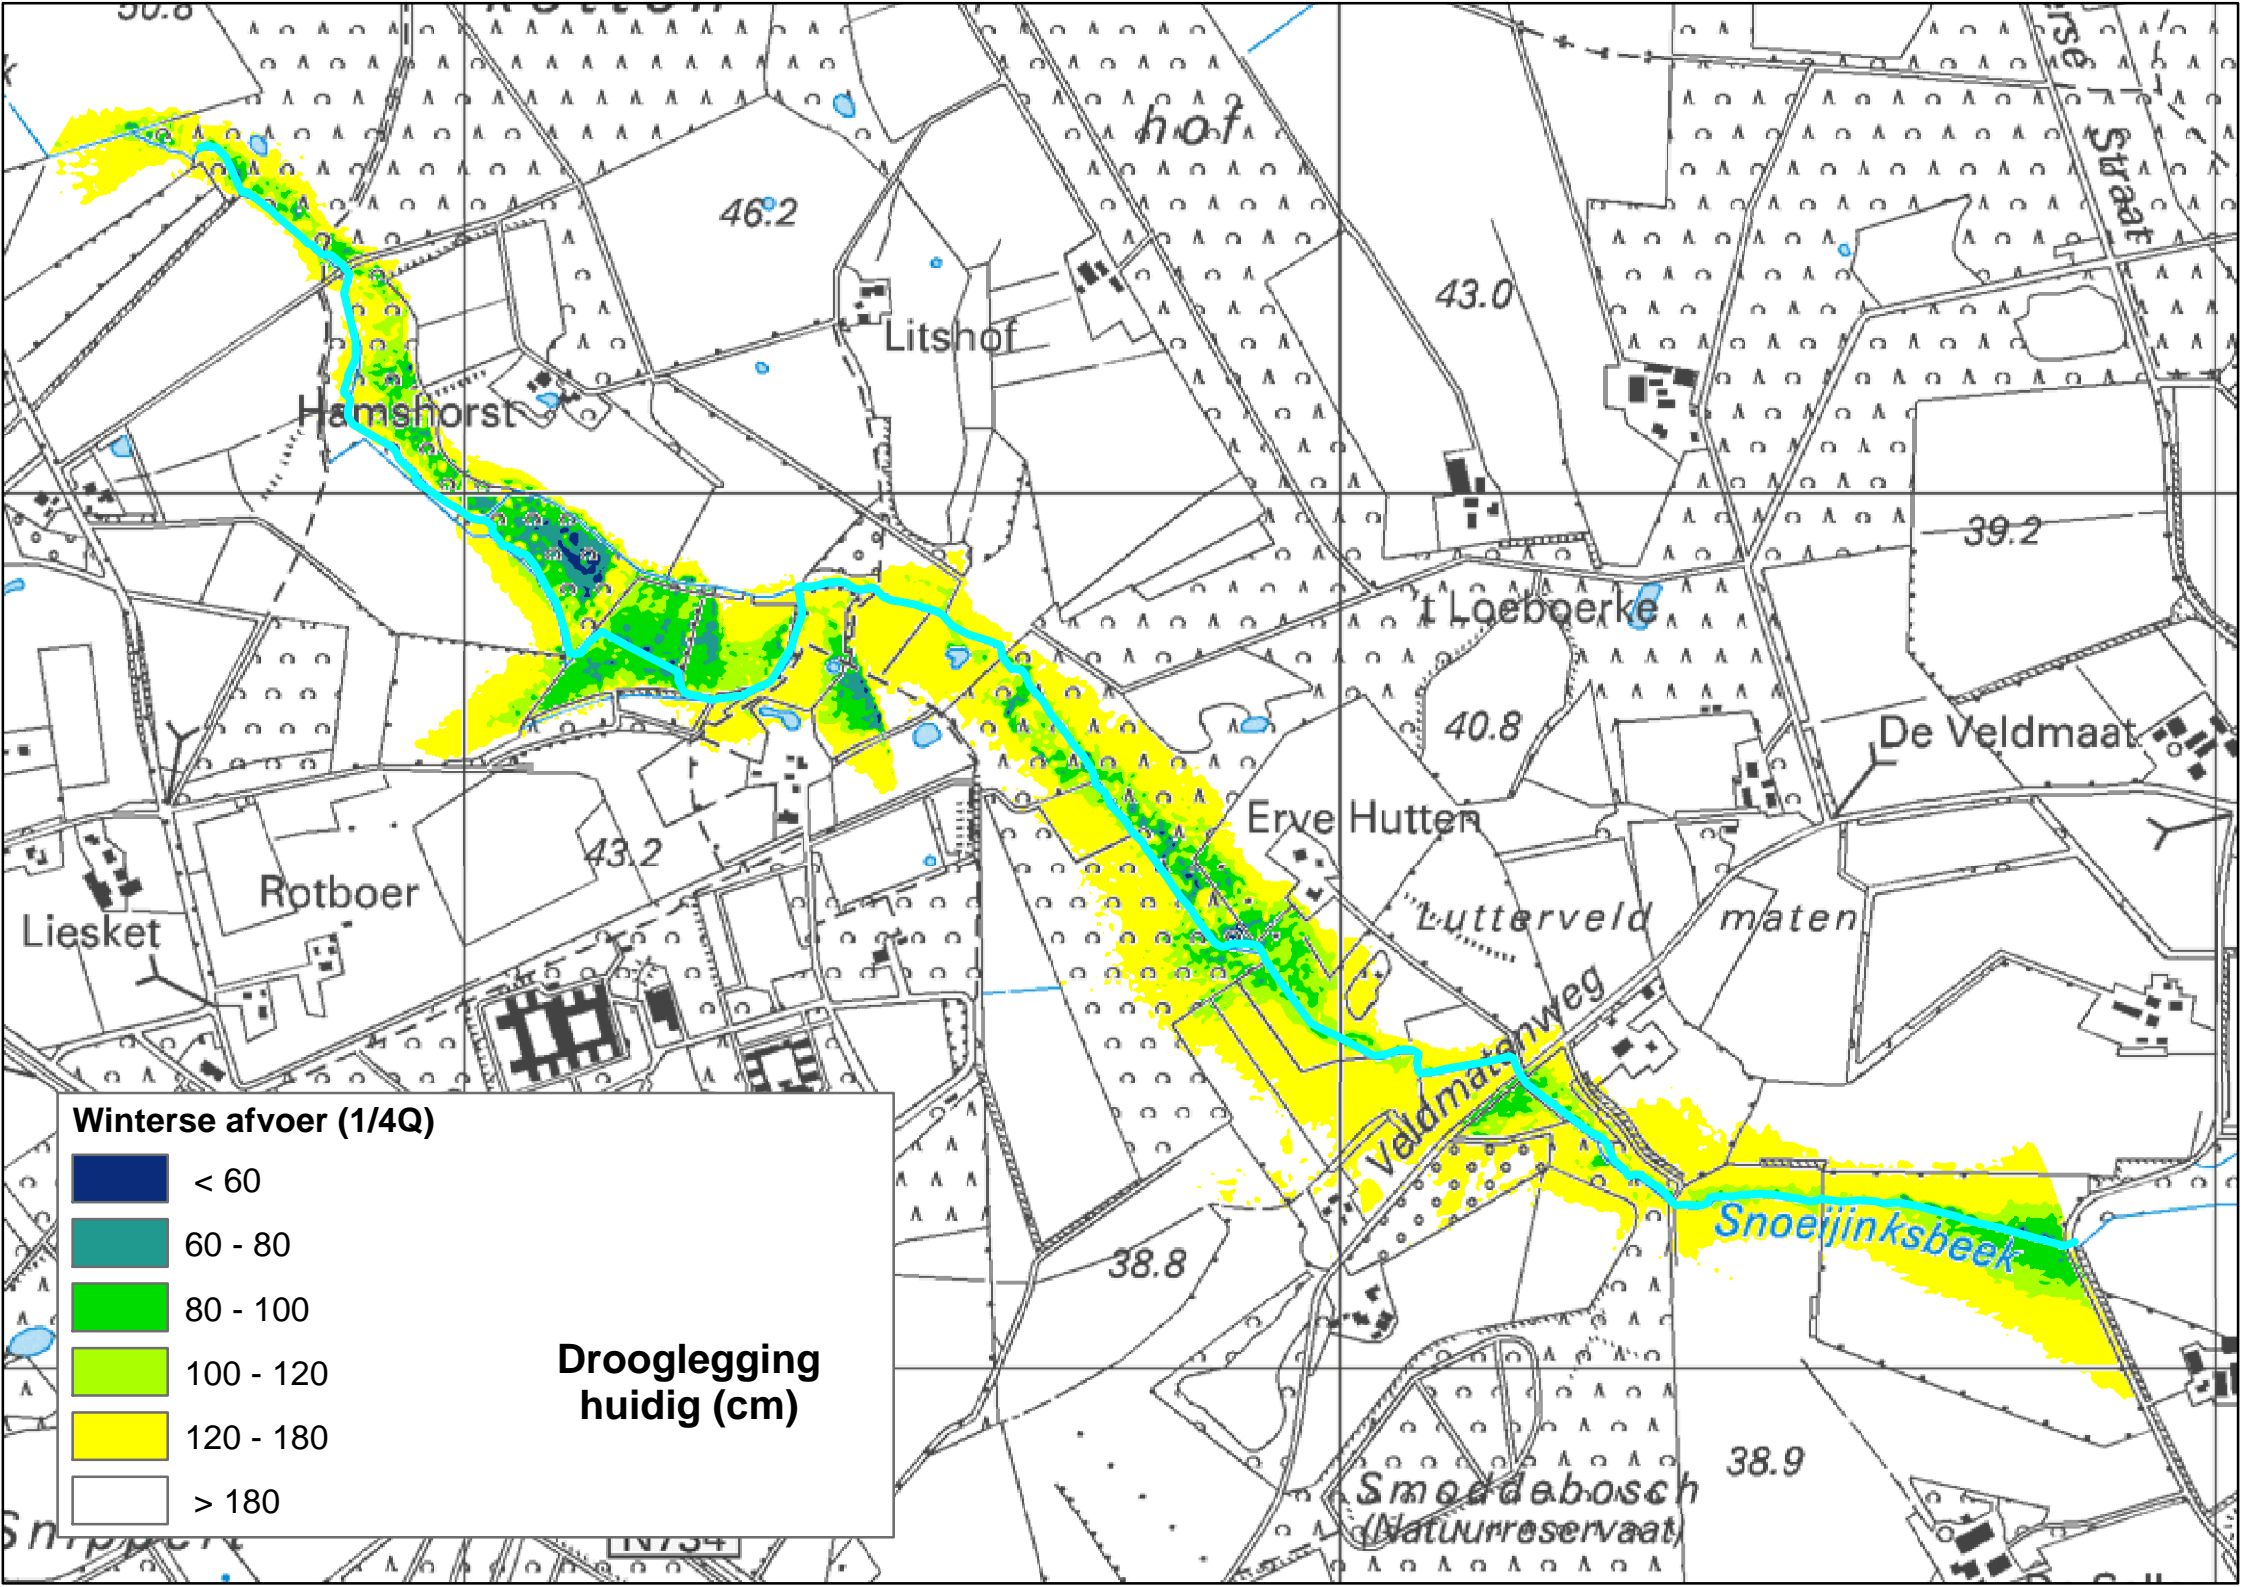 50.8
hof
Straat
46.2
43.0
Litshof
Hamshorst
39.2
't Loeboerke
40.8
De Veldmaat
Erve Hutten
43.2
Rotboer
Liesket
Lutterveld maten
Veldmatenweg
Snoeijinksbeek
38.8
38.9
Smoddebosch
(Natuurreservaat)
N734
Winterse afvoer (1/4Q)
< 60
60 - 80
80 - 100
100 - 120
120 - 180
> 180
Drooglegging
huidig (cm)